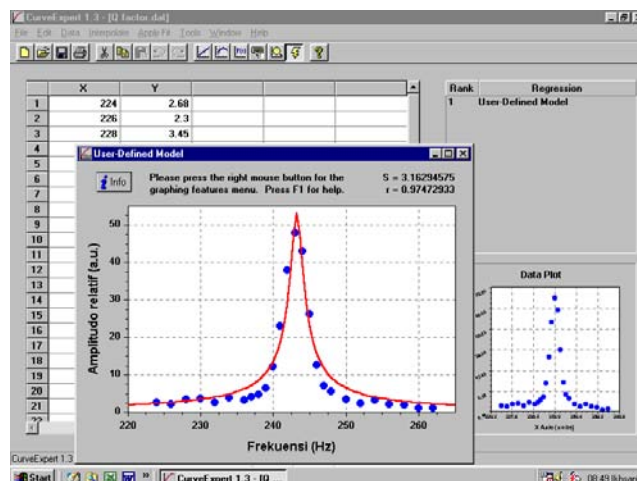 CurveExpert 1.3 - [Q factor.dat]
File Edit Data Interpolate Apply Fit Tools Window Help
X Y
1 224 2.68
2 226 2.3
3 228 3.45
4
5
6
7
8
9
10
11
12
13
14
15
16
17
18
19
20
21
Rank Regression
1 User-Defined Model
User-Defined Model
Info
Please press the right mouse button for the
graphing features menu. Press F1 for help.
S = 3.16294575
r = 0.97472933
Amplitudo relatif (a.u.)
50
40
30
20
10
0
220 230 240 250 260
Frekuensi (Hz)
Data Plot
X Axis (units)
CurveExpert 1.3
Start
CurveExpert 1.3 - [Q ...
08:49